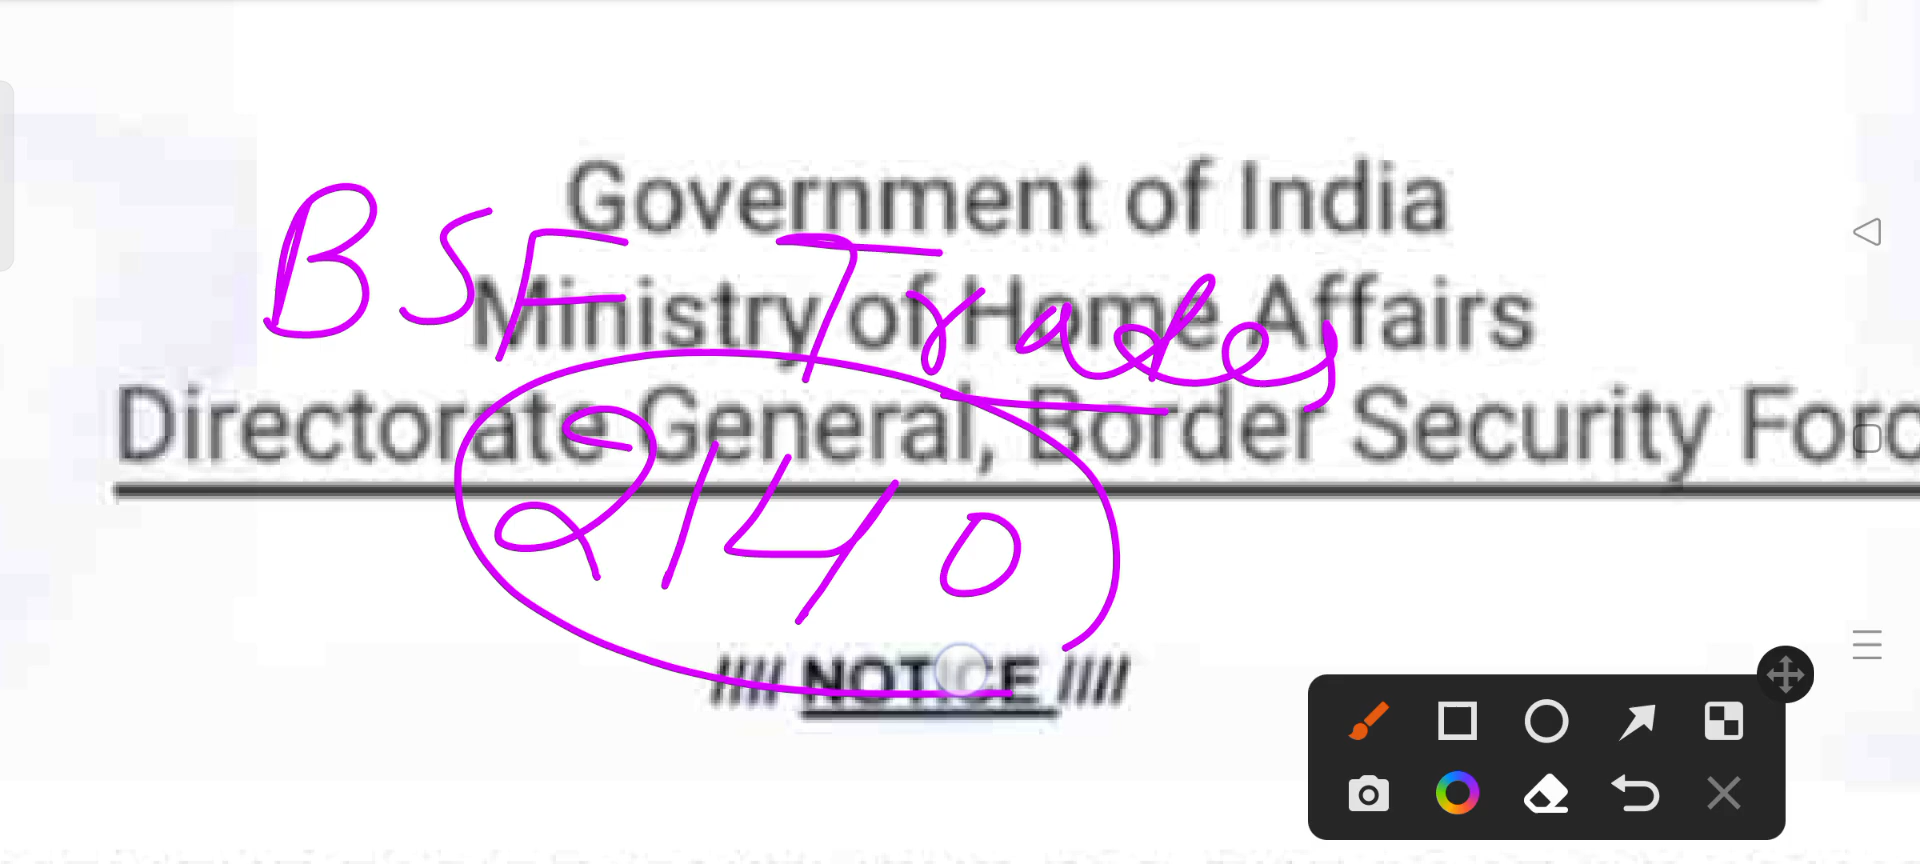 Government of India
BSF Trades
Ministry of Home Affairs
Directorate General, Border Security Forc
2140
//// NOTICE ////